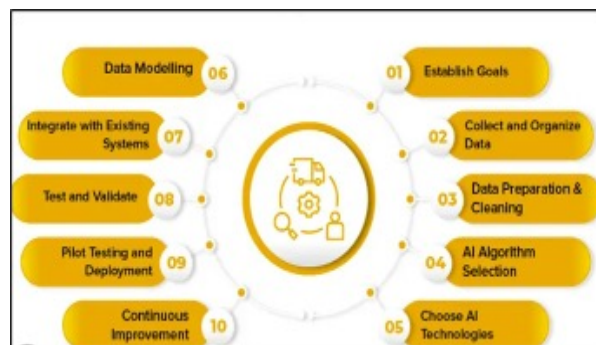 01
Establish Goals
02
Collect and Organize
Data
03
Data Preparation &
Cleaning
04
AI Algorithm
Selection
05
Choose AI
Technologies
06
Data Modelling
07
Integrate with Existing
Systems
08
Test and Validate
09
Pilot Testing and
Deployment
10
Continuous
Improvement